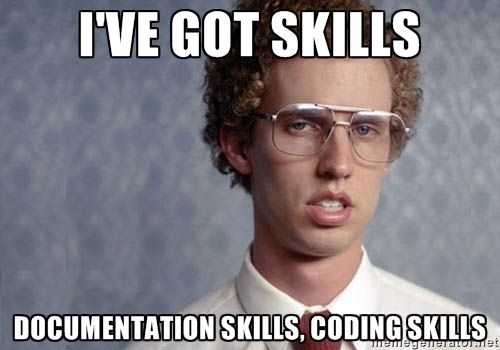 I'VE GOT SKILLS
DOCUMENTATION SKILLS, CODING SKILLS
memegenerator.net